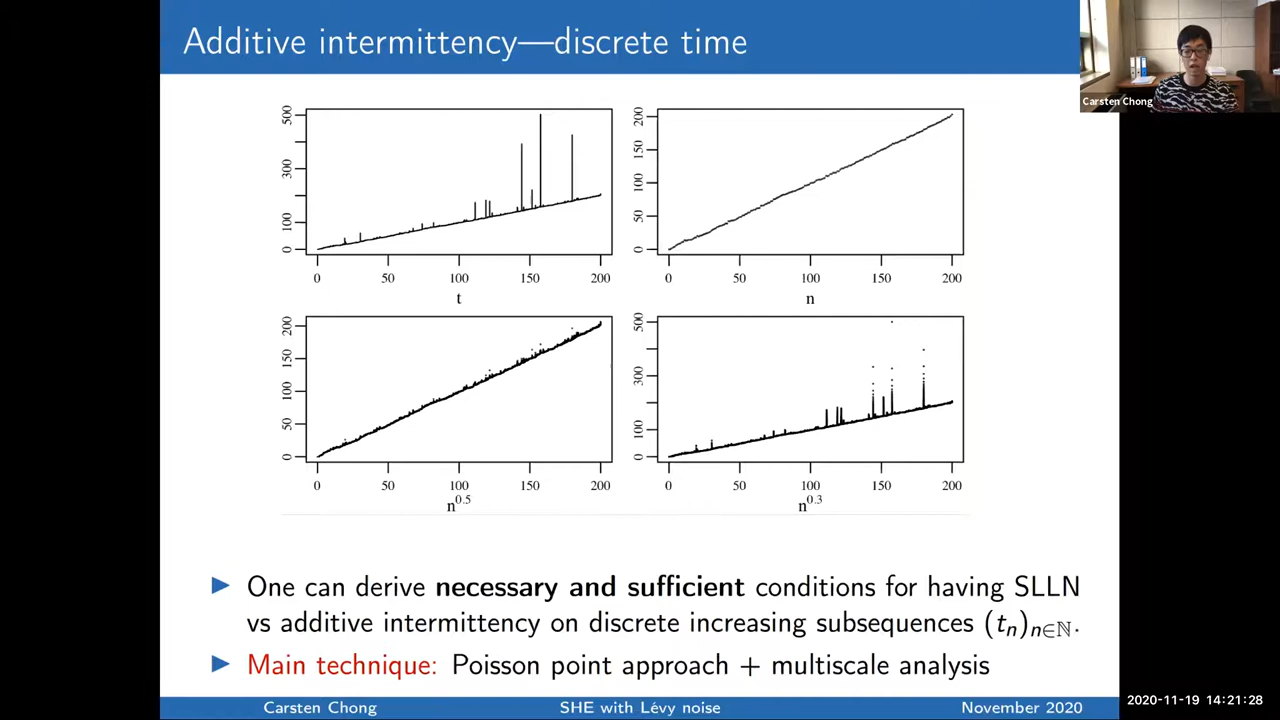 Additive intermittency—discrete time
Carsten Chong
0 100 300 500
0 50 100 150 200
t
0 50 100 150 200
0 50 100 150 200
n
0 50 100 150 200
0 50 100 150 200
n^0.5
0 100 300 500
0 50 100 150 200
n^0.3
▶ One can derive necessary and sufficient conditions for having SLLN
vs additive intermittency on discrete increasing subsequences (tₙ)ₙ∈ℕ.
▶ Main technique: Poisson point approach + multiscale analysis
Carsten Chong SHE with Lévy noise November 2020
2020-11-19 14:21:28